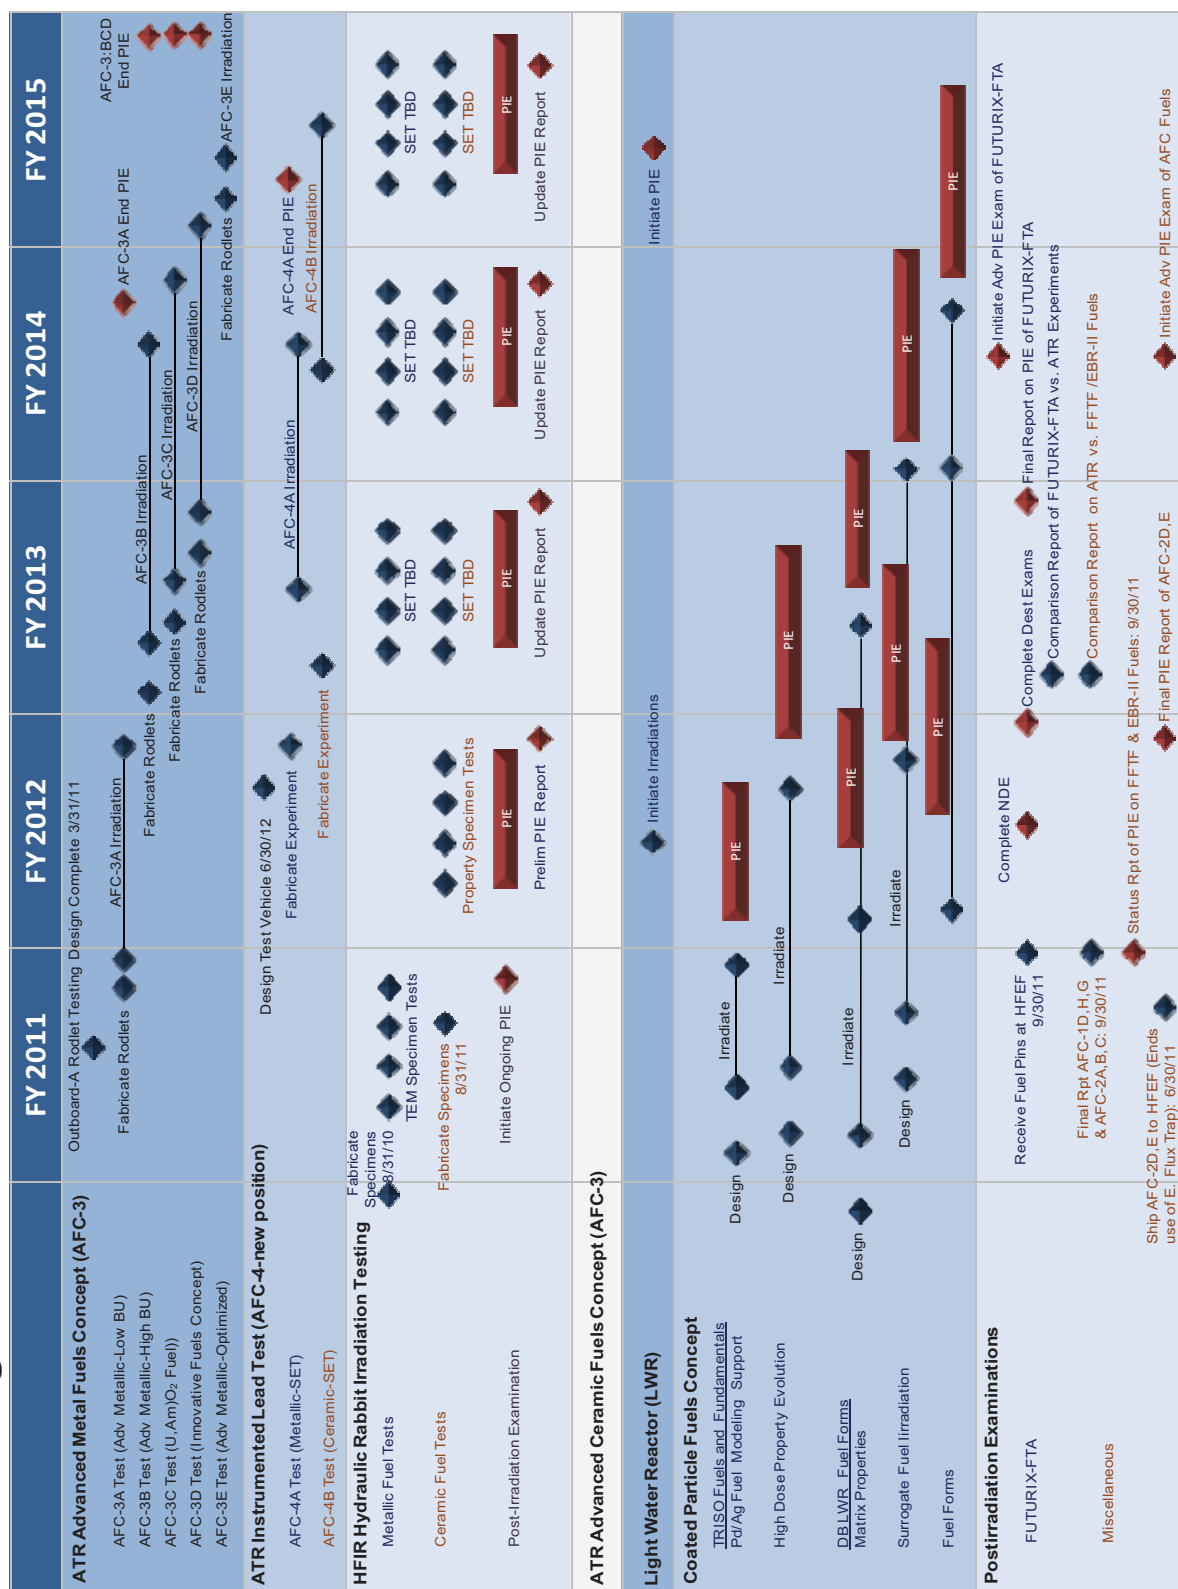 FY 2011
FY 2012
FY 2013
FY 2014
FY 2015
ATR Advanced Metal Fuels Concept (AFC-3)
Outboard-A Rodlet Testing Design Complete 3/31/11
AFC-3A Test (Adv Metallic-Low BU)
Fabricate Rodlets
AFC-3A Irradiation
AFC-3A End PIE
AFC-3:BCD
End PIE
AFC-3B Test (Adv Metallic-High BU)
Fabricate Rodlets
AFC-3B Irradiation
AFC-3C Test (U,Am)O2 Fuel))
Fabricate Rodlets
AFC-3C Irradiation
AFC-3D Test (Innovative Fuels Concept)
Fabricate Rodlets
AFC-3D Irradiation
AFC-3E Test (Adv Metallic-Optimized)
Fabricate Rodlets
AFC-3E Irradiation
ATR Instrumented Lead Test (AFC-4-new position)
Design Test Vehicle 6/30/12
AFC-4A Test (Metallic-SET)
Fabricate Experiment
AFC-4A Irradiation
AFC-4A End PIE
AFC-4B Test (Ceramic-SET)
Fabricate Experiment
AFC-4B Irradiation
HFIR Hydraulic Rabbit Irradiation Testing
Fabricate
Specimens
8/31/10
Metallic Fuel Tests
TEM Specimen Tests
SET TBD
SET TBD
SET TBD
Ceramic Fuel Tests
Fabricate Specimens
8/31/11
Property Specimen Tests
SET TBD
SET TBD
SET TBD
Post-Irradiation Examination
Initiate Ongoing PIE
PIE
PIE
PIE
PIE
Prelim PIE Report
Update PIE Report
Update PIE Report
Update PIE Report
ATR Advanced Ceramic Fuels Concept (AFC-3)
Light Water Reactor (LWR)
Initiate Irradiations
Initiate PIE
Coated Particle Fuels Concept
TRISO Fuels and Fundamentals
Pd/Ag Fuel Modeling Support
Design
Irradiate
PIE
High Dose Property Evolution
Design
Irradiate
PIE
DB LWR Fuel Forms
Matrix Properties
Design
Irradiate
PIE
PIE
Surrogate Fuel Iirradiation
Design
Irradiate
PIE
PIE
Fuel Forms
PIE
PIE
Postirradiation Examinations
FUTURIX-FTA
Receive Fuel Pins at HFEF
9/30/11
Complete NDE
Complete Dest Exams
Final Report on PIE of FUTURIX-FTA
Initiate Adv PIE Exam of FUTURIX-FTA
Comparison Report of FUTURIX-FTA vs. ATR Experiments
Miscellaneous
Final Rpt AFC-1D,H,G
& AFC-2A,B,C: 9/30/11
Comparison Report on ATR vs. FFTF /EBR-II Fuels
Status Rpt of PIE on FFTF & EBR-II Fuels: 9/30/11
Ship AFC-2D,E to HFEF (Ends
use of E. Flux Trap): 6/30/11
Final PIE Report of AFC-2D,E
Initiate Adv PIE Exam of AFC Fuels